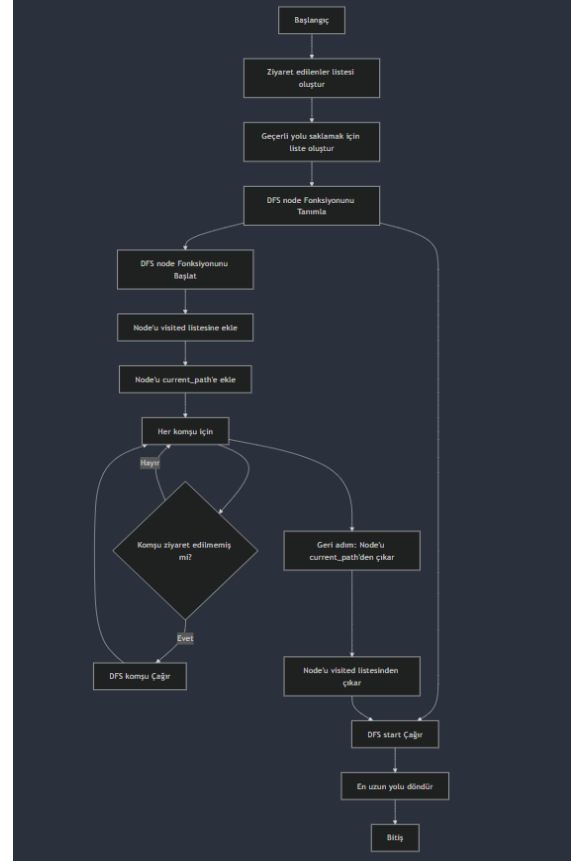 Başlangıç
Ziyaret edilenler listesi
oluştur
Geçerli yolu saklamak için
liste oluştur
DFS node Fonksiyonunu
Tanımla
DFS node Fonksiyonunu
Başlat
Node'u visited listesine ekle
Node'u current_path'e ekle
Her komşu için
Hayır
Komşu ziyaret edilmemiş
mi?
Geri adım: Node'u
current_path'den çıkar
Evet
DFS komşu Çağır
Node'u visited listesinden
çıkar
DFS start Çağır
En uzun yolu döndür
Bitiş